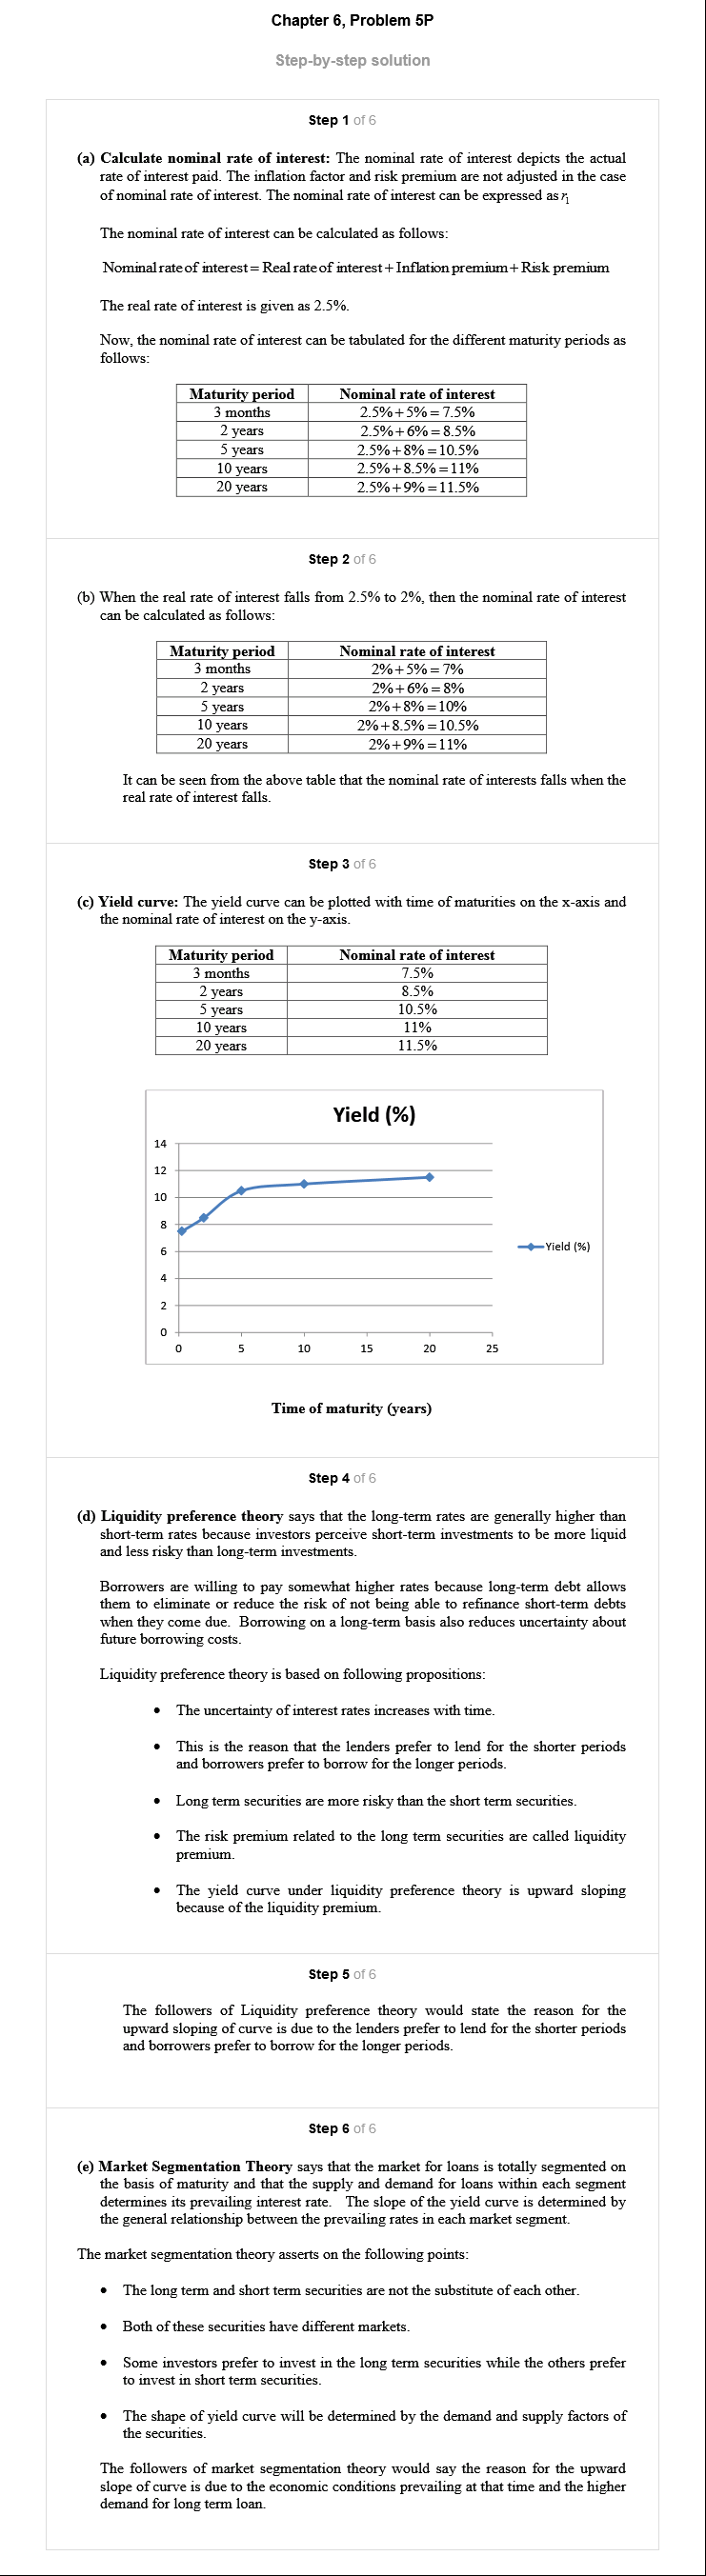 Chapter 6, Problem 5P
Step-by-step solution
Step 1 of 6
(a) Calculate nominal rate of interest: The nominal rate of interest depicts the actual
rate of interest paid. The inflation factor and risk premium are not adjusted in the case
of nominal rate of interest. The nominal rate of interest can be expressed as r₁
The nominal rate of interest can be calculated as follows:
Nominal rate of interest = Real rate of interest + Inflation premium + Risk premium
The real rate of interest is given as 2.5%.
Now, the nominal rate of interest can be tabulated for the different maturity periods as
follows:
Maturity period Nominal rate of interest
3 months 2.5%+5% = 7.5%
2 years 2.5%+6% = 8.5%
5 years 2.5%+8% =10.5%
10 years 2.5%+8.5% =11%
20 years 2.5%+9% =11.5%
Step 2 of 6
(b) When the real rate of interest falls from 2.5% to 2%, then the nominal rate of interest
can be calculated as follows:
Maturity period Nominal rate of interest
3 months 2%+5% = 7%
2 years 2%+6% = 8%
5 years 2%+8% =10%
10 years 2%+8.5% =10.5%
20 years 2%+9% =11%
It can be seen from the above table that the nominal rate of interests falls when the
real rate of interest falls.
Step 3 of 6
(c) Yield curve: The yield curve can be plotted with time of maturities on the x-axis and
the nominal rate of interest on the y-axis.
Maturity period Nominal rate of interest
3 months 7.5%
2 years 8.5%
5 years 10.5%
10 years 11%
20 years 11.5%
Yield (%)
14
12
10
8
6
4
2
0
Yield (%)
0 5 10 15 20 25
Time of maturity (years)
Step 4 of 6
(d) Liquidity preference theory says that the long-term rates are generally higher than
short-term rates because investors perceive short-term investments to be more liquid
and less risky than long-term investments.
Borrowers are willing to pay somewhat higher rates because long-term debt allows
them to eliminate or reduce the risk of not being able to refinance short-term debts
when they come due. Borrowing on a long-term basis also reduces uncertainty about
future borrowing costs.
Liquidity preference theory is based on following propositions:
• The uncertainty of interest rates increases with time.
• This is the reason that the lenders prefer to lend for the shorter periods
and borrowers prefer to borrow for the longer periods.
• Long term securities are more risky than the short term securities.
• The risk premium related to the long term securities are called liquidity
premium.
• The yield curve under liquidity preference theory is upward sloping
because of the liquidity premium.
Step 5 of 6
The followers of Liquidity preference theory would state the reason for the
upward sloping of curve is due to the lenders prefer to lend for the shorter periods
and borrowers prefer to borrow for the longer periods.
Step 6 of 6
(e) Market Segmentation Theory says that the market for loans is totally segmented on
the basis of maturity and that the supply and demand for loans within each segment
determines its prevailing interest rate. The slope of the yield curve is determined by
the general relationship between the prevailing rates in each market segment.
The market segmentation theory asserts on the following points:
• The long term and short term securities are not the substitute of each other.
• Both of these securities have different markets.
• Some investors prefer to invest in the long term securities while the others prefer
to invest in short term securities.
• The shape of yield curve will be determined by the demand and supply factors of
the securities.
The followers of market segmentation theory would say the reason for the upward
slope of curve is due to the economic conditions prevailing at that time and the higher
demand for long term loan.